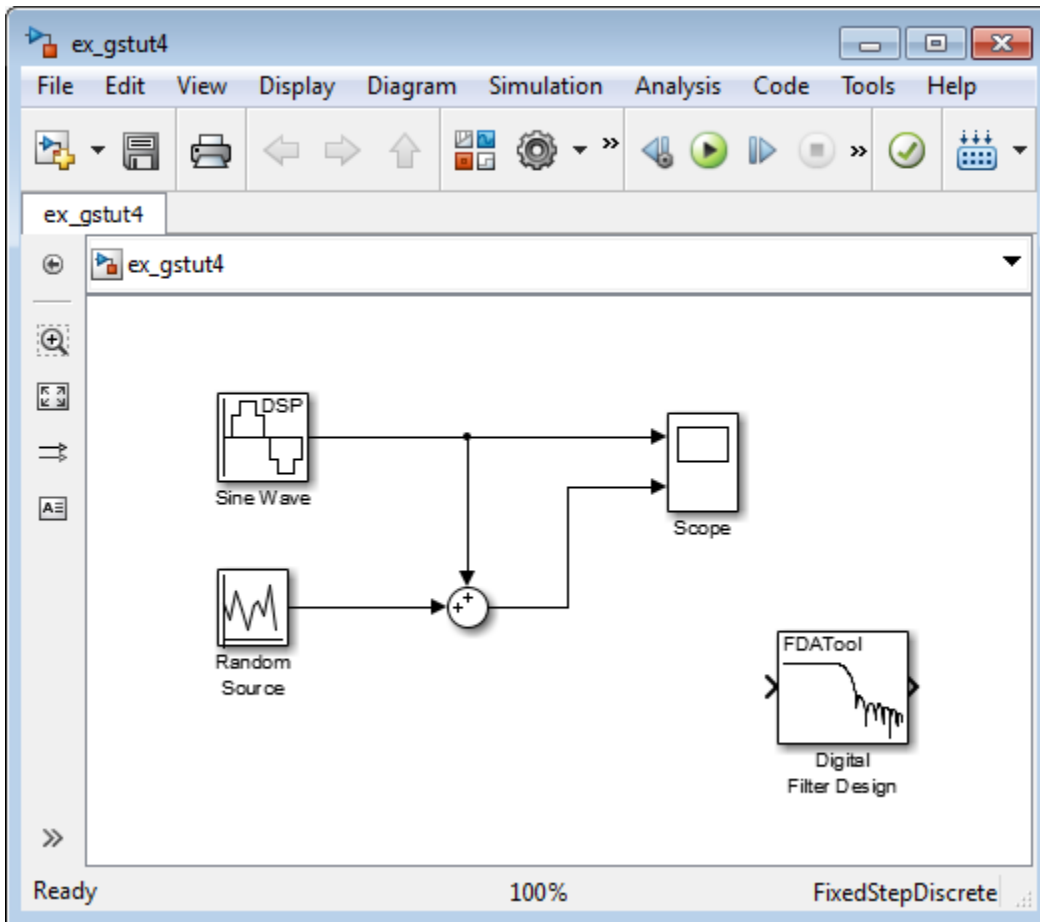 ex_gstut4
File Edit View Display Diagram Simulation Analysis Code Tools Help
ex_gstut4
ex_gstut4
DSP
Sine Wave
Scope
Random
Source
++
FDATool
Digital
Filter Design
Ready 100% FixedStepDiscrete